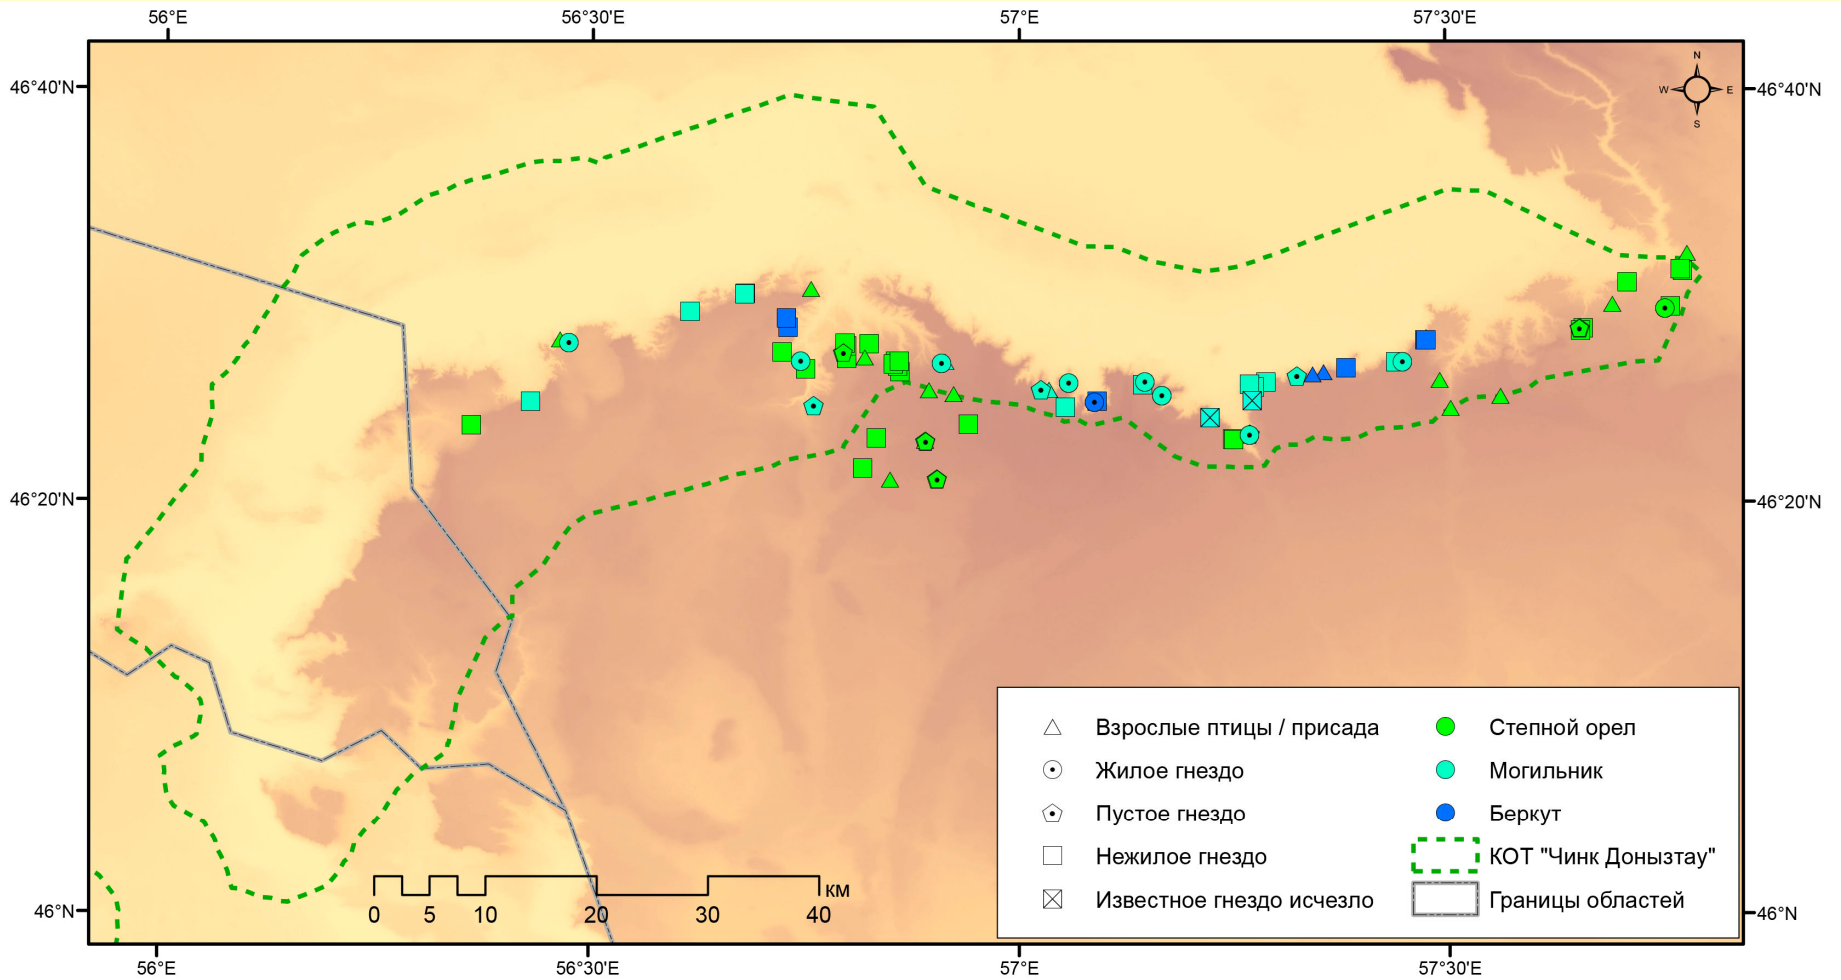 56°E 56°30'E 57°E 57°30'E
46°40'N 46°40'N
N
W E
S
46°20'N 46°20'N
Взрослые птицы / присада Степной орел
Жилое гнездо Могильник
Пустое гнездо Беркут
Нежилое гнездо КОТ "Чинк Донызтау"
Известное гнездо исчезло Границы областей
км
0 5 10 20 30 40
46°N 46°N
56°E 56°30'E 57°E 57°30'E